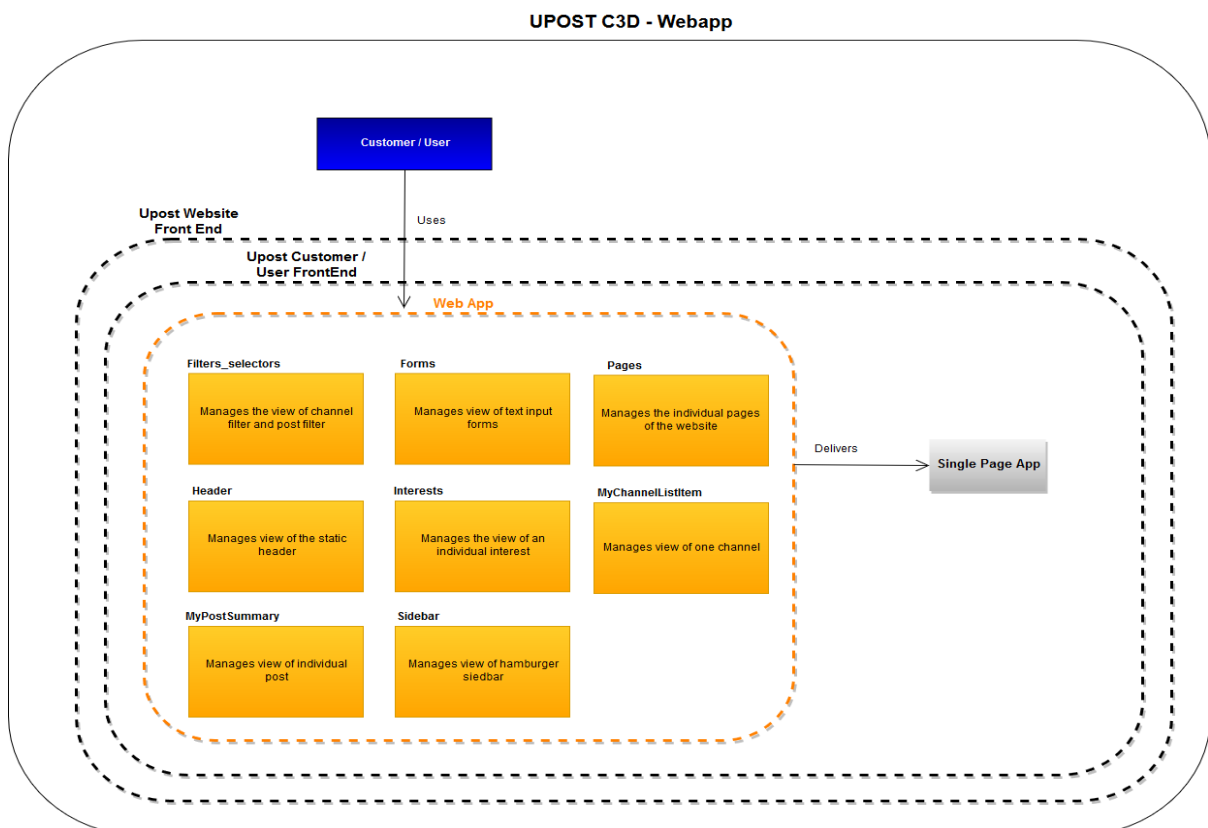 UPOST C3D - Webapp
Customer / User
Uses
Upost Website
Front End
Upost Customer /
User FrontEnd
Web App
Filters_selectors
Forms
Pages
Manages the view of channel
filter and post filter
Manages view of text input
forms
Manages the individual pages
of the website
Delivers
Single Page App
Header
Interests
MyChannelListItem
Manages view of the static
header
Manages the view of an
individual interest
Manages view of one channel
MyPostSummary
Sidebar
Manages view of individual
post
Manages view of hamburger
siedbar